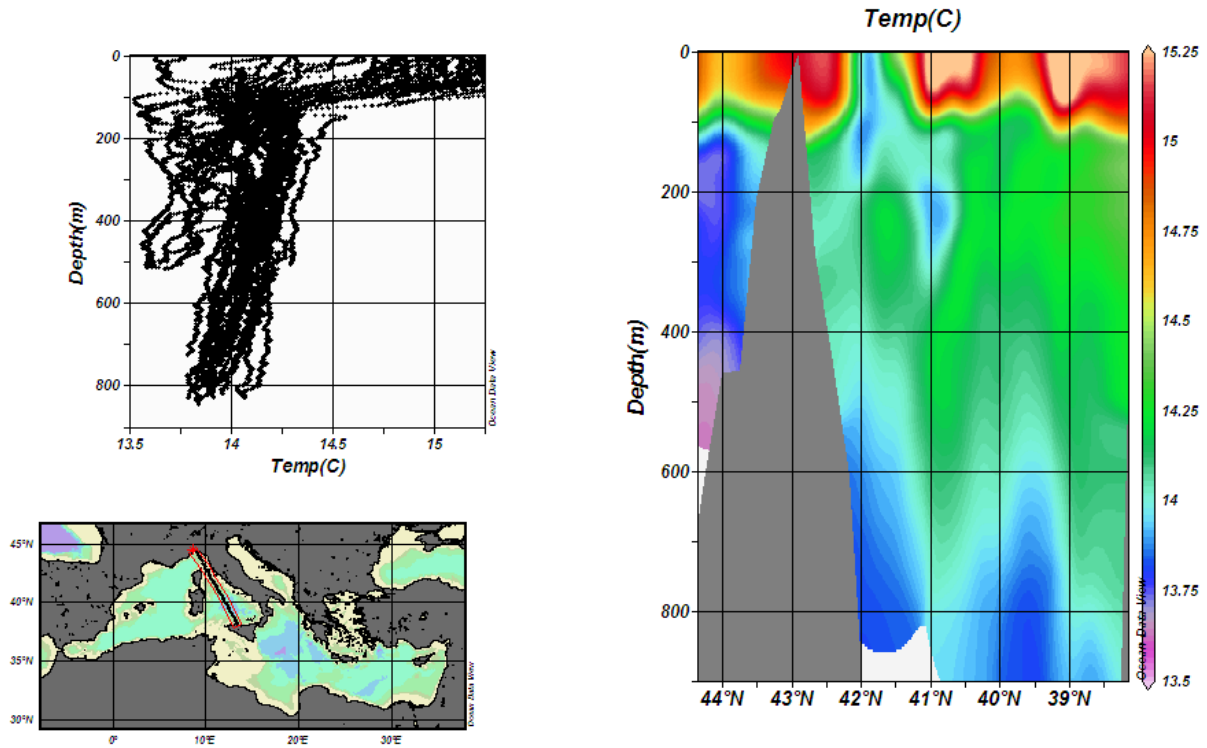 0
200
400
600
800
Depth(m)
13.5
14
14.5
15
Temp(C)
Ocean Data View
45°N
40°N
35°N
30°N
0°
10°E
20°E
30°E
Ocean Data View
Temp(C)
0
200
400
600
800
Depth(m)
44°N
43°N
42°N
41°N
40°N
39°N
Ocean Data View
15.25
15
14.75
14.5
14.25
14
13.75
13.5